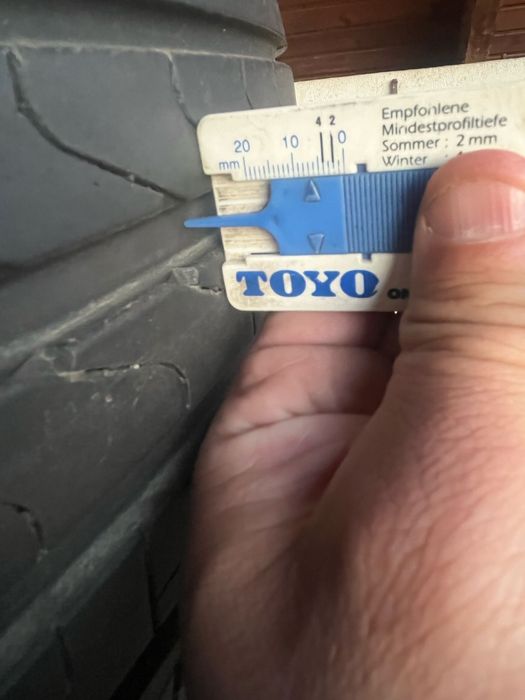 Empfohlene
Mindestprofiltiefe
Sommer : 2 mm
Winter :
4 2
20 10 0
mm
TOYO